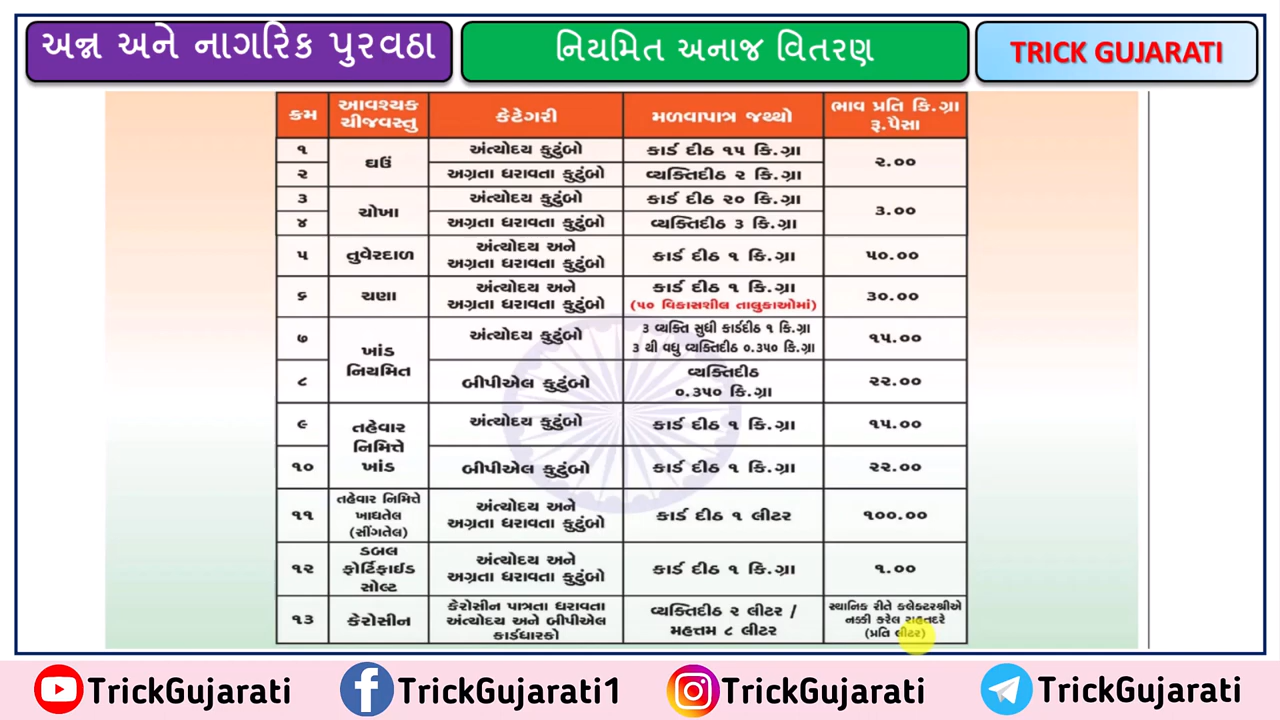 અન્ન અને નાગરિક પુરવઠા
નિયમિત અનાજ વિતરણ
TRICK GUJARATI
ક્રમ
આવશ્યક
ચીજવસ્તુ
કેટેગરી
મળવાપાત્ર જથ્થો
ભાવ પ્રતિ કિ.ગ્રા
રૂ.પૈસા
૧
ઘઉં
અંત્યોદય કુટુંબો
કાર્ડ દીઠ ૧૫ કિ.ગ્રા
૨.૦૦
૨
અગ્રતા ધરાવતા કુટુંબો
વ્યક્તિદીઠ ૨ કિ.ગ્રા
૩
ચોખા
અંત્યોદય કુટુંબો
કાર્ડ દીઠ ૨૦ કિ.ગ્રા
૩.૦૦
૪
અગ્રતા ધરાવતા કુટુંબો
વ્યક્તિદીઠ ૩ કિ.ગ્રા
૫
તુવેરદાળ
અંત્યોદય અને
અગ્રતા ધરાવતા કુટુંબો
કાર્ડ દીઠ ૧ કિ.ગ્રા
૫૦.૦૦
૬
ચણા
અંત્યોદય અને
અગ્રતા ધરાવતા કુટુંબો
કાર્ડ દીઠ ૧ કિ.ગ્રા
(૫૦ વિકાસશીલ તાલુકાઓમાં)
૩૦.૦૦
૭
ખાંડ
નિયમિત
અંત્યોદય કુટુંબો
૩ વ્યક્તિ સુધી કાર્ડદીઠ ૧ કિ.ગ્રા
૩ થી વધુ વ્યક્તિદીઠ ૦.૩૫૦ કિ.ગ્રા
૧૫.૦૦
૮
બીપીએલ કુટુંબો
વ્યક્તિદીઠ
૦.૩૫૦ કિ.ગ્રા
૨૨.૦૦
૯
તહેવાર
નિમિત્તે
ખાંડ
અંત્યોદય કુટુંબો
કાર્ડ દીઠ ૧ કિ.ગ્રા
૧૫.૦૦
૧૦
બીપીએલ કુટુંબો
કાર્ડ દીઠ ૧ કિ.ગ્રા
૨૨.૦૦
૧૧
તહેવાર નિમિત્તે
ખાદ્યતેલ
(સીંગતેલ)
અંત્યોદય અને
અગ્રતા ધરાવતા કુટુંબો
કાર્ડ દીઠ ૧ લીટર
૧૦૦.૦૦
૧૨
ડબલ
ફોર્ટિફાઈડ
સોલ્ટ
અંત્યોદય અને
અગ્રતા ધરાવતા કુટુંબો
કાર્ડ દીઠ ૧ કિ.ગ્રા
૧.૦૦
૧૩
કેરોસીન
કેરોસીન પાત્રતા ધરાવતા
અંત્યોદય અને બીપીએલ
કાર્ડધારકો
વ્યક્તિદીઠ ૨ લીટર /
મહત્તમ ૮ લીટર
સ્થાનિક રીતે કલેક્ટરશ્રીએ
નક્કી કરેલ રાહતદરે
(પ્રતિ લીટર)
TrickGujarati
TrickGujarati1
TrickGujarati
TrickGujarati